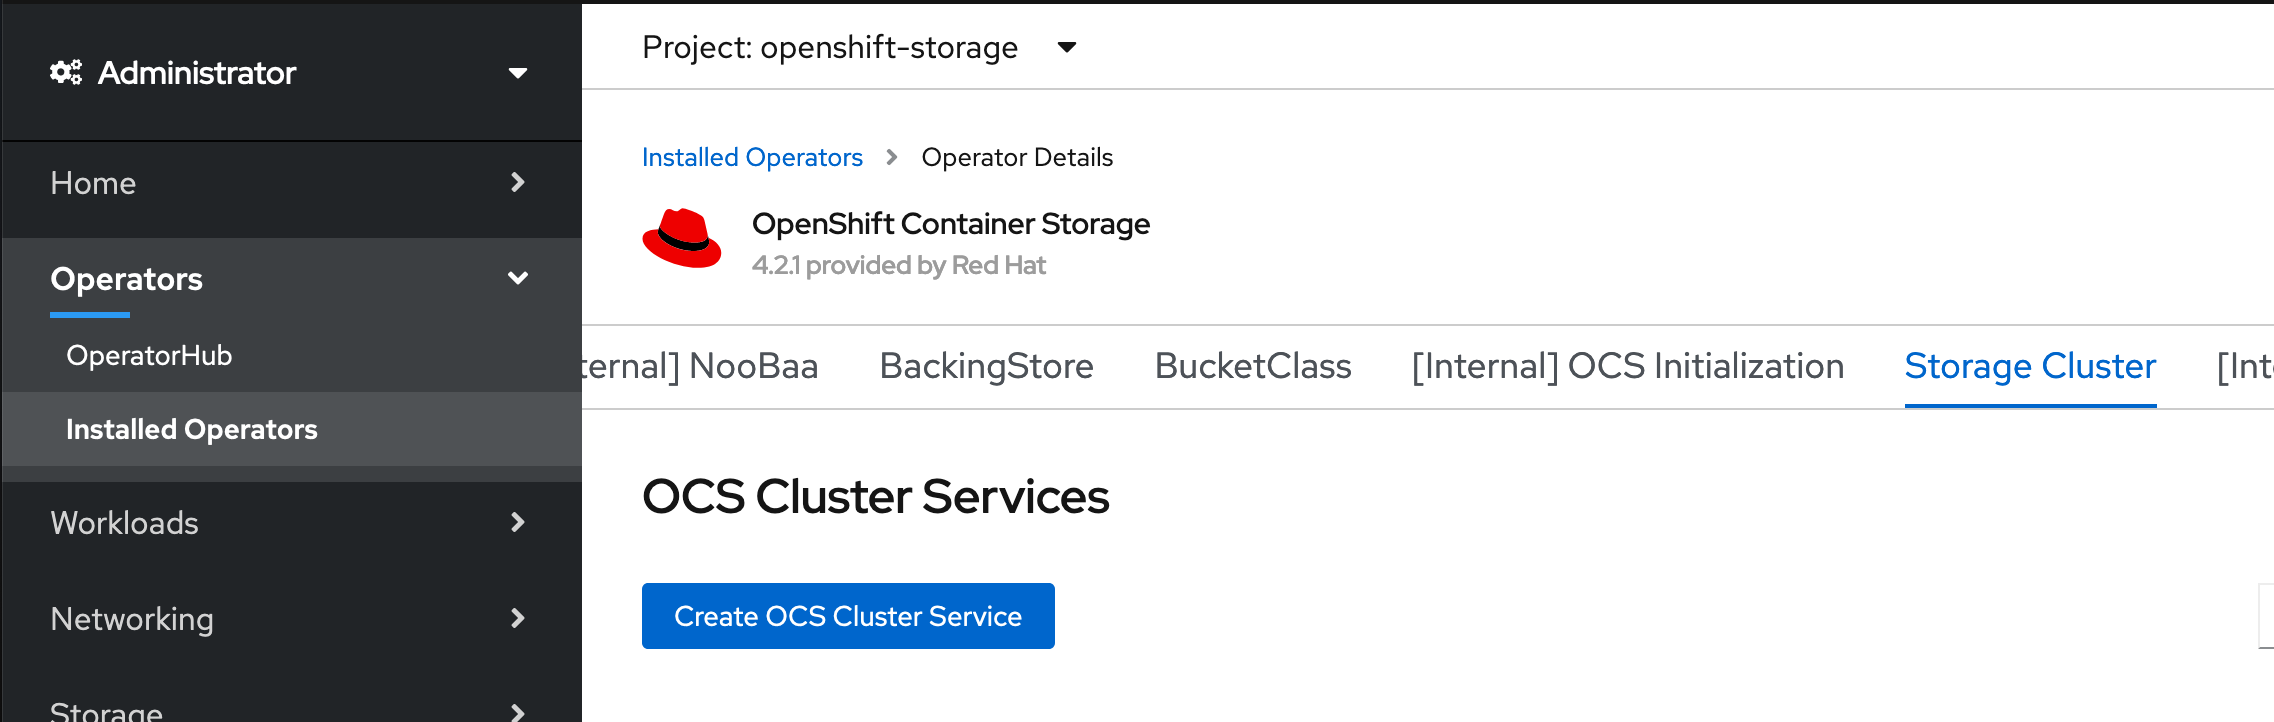 Administrator
Home
Operators
OperatorHub
Installed Operators
Workloads
Networking
Storage
Project: openshift-storage
Installed Operators > Operator Details
OpenShift Container Storage
4.2.1 provided by Red Hat
ternal] NooBaa BackingStore BucketClass [Internal] OCS Initialization Storage Cluster [Int
OCS Cluster Services
Create OCS Cluster Service